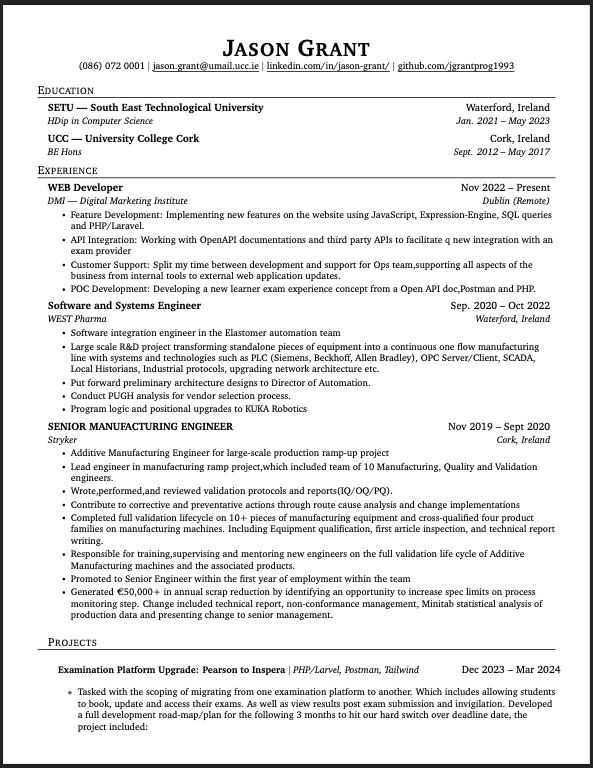 JASON GRANT
(086) 072 0001 | jason.grant@umail.ucc.ie | linkedin.com/in/jason-grant/ | github.com/jgrantprog1993
EDUCATION
SETU — South East Technological University Waterford, Ireland
HDip in Computer Science Jan. 2021 – May 2023
UCC — University College Cork Cork, Ireland
BE Hons Sept. 2012 – May 2017
EXPERIENCE
WEB Developer Nov 2022 – Present
DMI — Digital Marketing Institute Dublin (Remote)
• Feature Development: Implementing new features on the website using JavaScript, Expression-Engine, SQL queries
and PHP/Laravel.
• API Integration: Working with OpenAPI documentations and third party APIs to facilitate q new integration with an
exam provider
• Customer Support: Split my time between development and support for Ops team,supporting all aspects of the
business from internal tools to external web application updates.
• POC Development: Developing a new learner exam experience concept from a Open API doc,Postman and PHP.
Software and Systems Engineer Sep. 2020 – Oct 2022
WEST Pharma Waterford, Ireland
• Software integration engineer in the Elastomer automation team
• Large scale R&D project transforming standalone pieces of equipment into a continuous one flow manufacturing
line with systems and technologies such as PLC (Siemens, Beckhoff, Allen Bradley), OPC Server/Client, SCADA,
Local Historians, Industrial protocols, upgrading network architecture etc.
• Put forward preliminary architecture designs to Director of Automation.
• Conduct PUGH analysis for vendor selection process.
• Program logic and positional upgrades to KUKA Robotics
SENIOR MANUFACTURING ENGINEER Nov 2019 – Sept 2020
Stryker Cork, Ireland
• Additive Manufacturing Engineer for large-scale production ramp-up project
• Lead engineer in manufacturing ramp project,which included team of 10 Manufacturing, Quality and Validation
engineers.
• Wrote,performed,and reviewed validation protocols and reports(IQ/OQ/PQ).
• Contribute to corrective and preventative actions through route cause analysis and change implementations
• Completed full validation lifecycle on 10+ pieces of manufacturing equipment and cross-qualified four product
families on manufacturing machines. Including Equipment qualification, first article inspection, and technical report
writing.
• Responsible for training,supervising and mentoring new engineers on the full validation life cycle of Additive
Manufacturing machines and the associated products.
• Promoted to Senior Engineer within the first year of employment within the team
• Generated €50,000+ in annual scrap reduction by identifying an opportunity to increase spec limits on process
monitoring step. Change included technical report, non-conformance management, Minitab statistical analysis of
production data and presenting change to senior management.
PROJECTS
Examination Platform Upgrade: Pearson to Inspera | PHP/Larvel, Postman, Tailwind Dec 2023 – Mar 2024
* Tasked with the scoping of migrating from one examination platform to another. Which includes allowing students
to book, update and access their exams. As well as view results post exam submission and invigilation. Developed
a full development road-map/plan for the following 3 months to hit our hard switch over deadline date, the
project included: